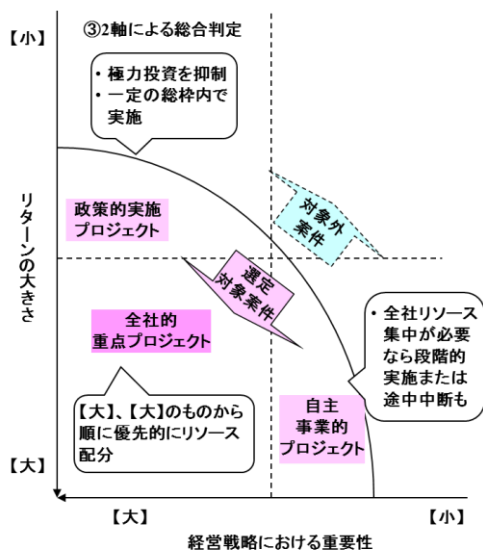 ③2軸による総合判定
【小】
・極力投資を抑制
・一定の総枠内で
実施
リターンの大きさ
政策的実施
プロジェクト
対象外
案件
選定
対象案件
全社的
重点プロジェクト
・全社リソース
集中が必要
なら段階的
実施または
途中中断も
【大】、【大】のものから
順に優先的にリソース
配分
自主
事業的
プロジェクト
【大】
【大】
【小】
経営戦略における重要性